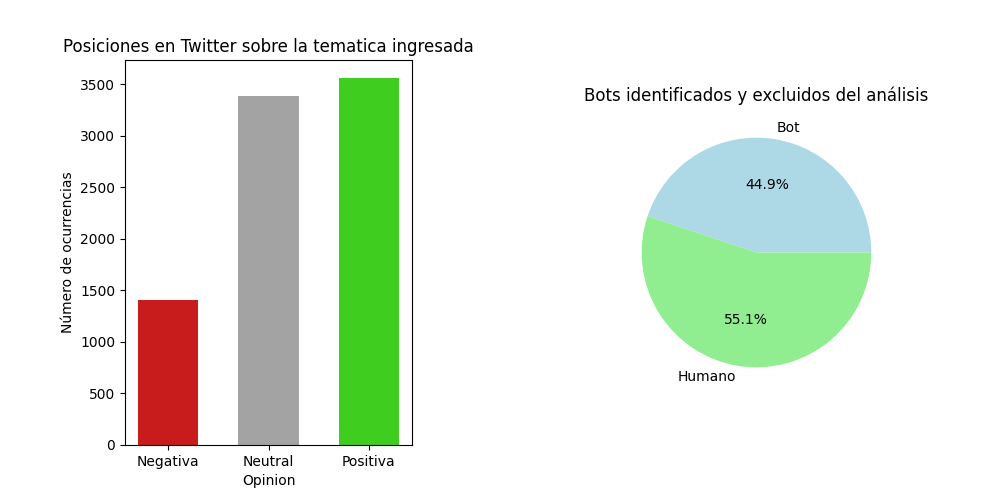 Posiciones en Twitter sobre la tematica ingresada
Número de ocurrencias
3500
3000
2500
2000
1500
1000
500
0
Negativa
Neutral
Positiva
Opinion
Bots identificados y excluidos del análisis
Bot
44.9%
55.1%
Humano